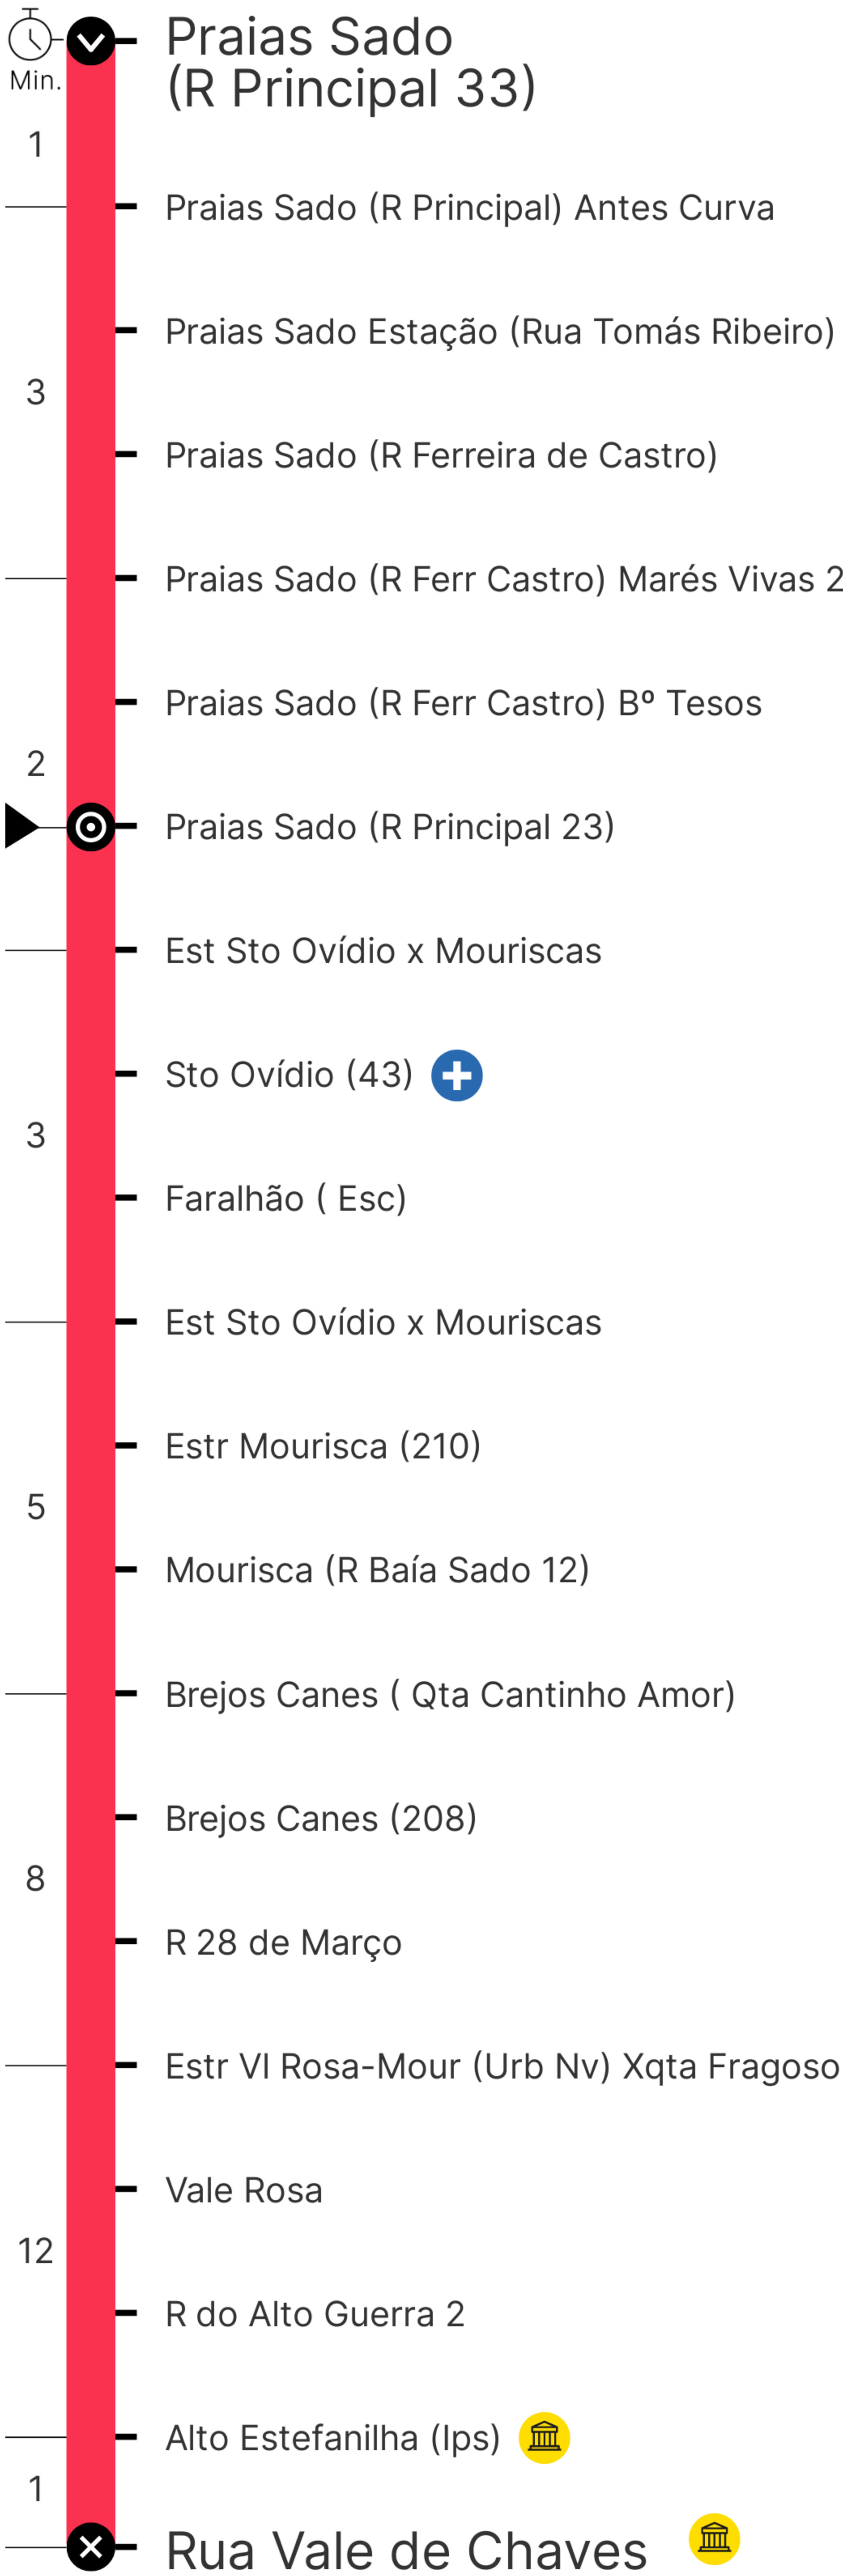 Min.
Praias Sado
(R Principal 33)
1
Praias Sado (R Principal) Antes Curva
Praias Sado Estação (Rua Tomás Ribeiro)
3
Praias Sado (R Ferreira de Castro)
Praias Sado (R Ferr Castro) Marés Vivas 2
Praias Sado (R Ferr Castro) Bº Tesos
2
Praias Sado (R Principal 23)
Est Sto Ovídio x Mouriscas
Sto Ovídio (43)
3
Faralhão ( Esc)
Est Sto Ovídio x Mouriscas
Estr Mourisca (210)
5
Mourisca (R Baía Sado 12)
Brejos Canes ( Qta Cantinho Amor)
Brejos Canes (208)
8
R 28 de Março
Estr Vl Rosa-Mour (Urb Nv) Xqta Fragoso
Vale Rosa
12
R do Alto Guerra 2
Alto Estefanilha (Ips)
1
Rua Vale de Chaves